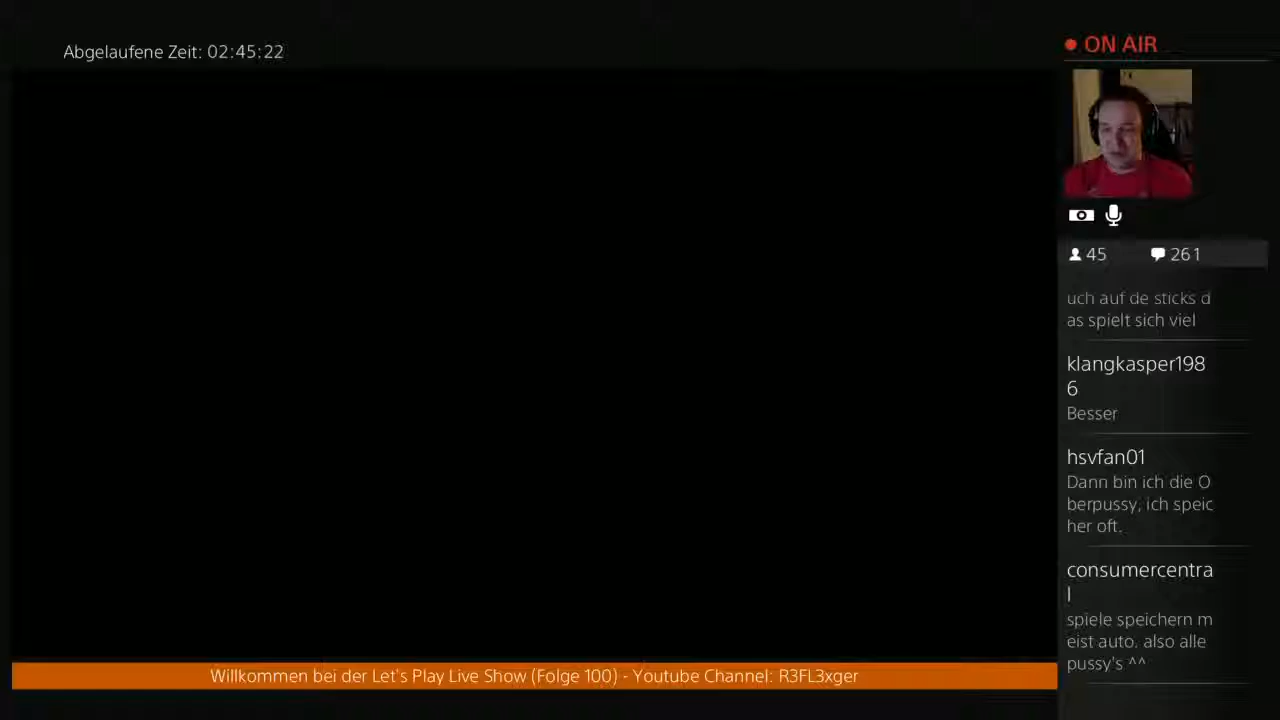 Abgelaufene Zeit: 02:45:22
ON AIR
45
261
uch auf de sticks d
as spielt sich viel
klangkasper198
6
Besser
hsvfan01
Dann bin ich die O
berpussy, ich speic
her oft.
consumercentra
l
spiele speichern m
eist auto. also alle
pussy's ^^
Willkommen bei der Let's Play Live Show (Folge 100) - Youtube Channel: R3FL3xger